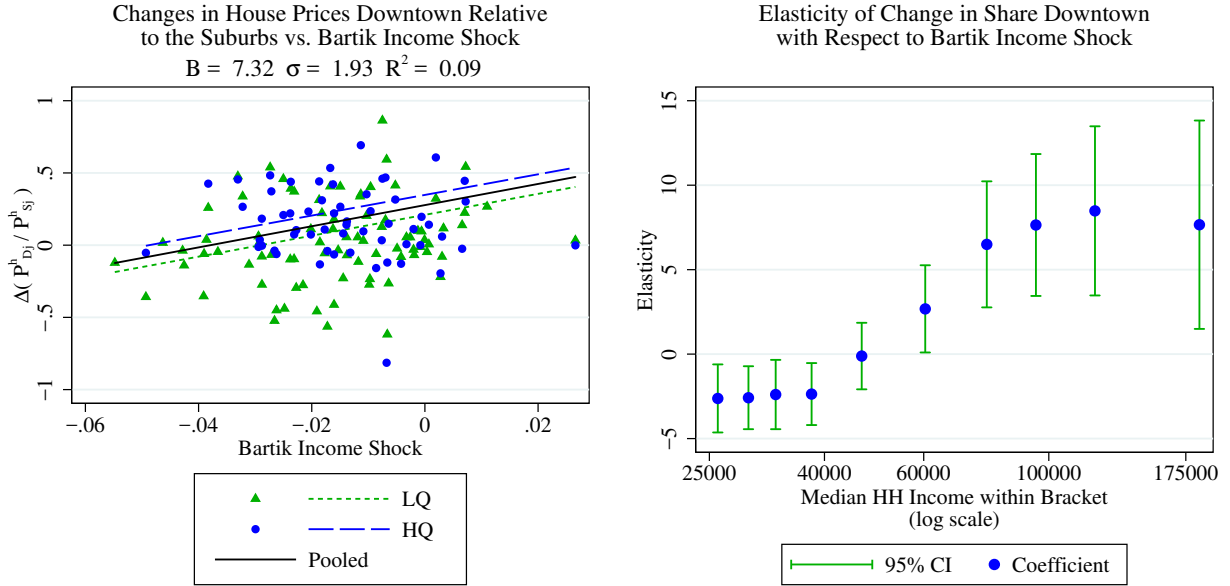 Changes in House Prices Downtown Relative
to the Suburbs vs. Bartik Income Shock
B = 7.32 σ = 1.93 R² = 0.09
Δ( P^h_Dj / P^h_Sj )
1
.5
0
-.5
-1
-.06
-.04
-.02
0
.02
Bartik Income Shock
LQ
HQ
Pooled
Elasticity of Change in Share Downtown
with Respect to Bartik Income Shock
Elasticity
15
10
5
0
-5
25000
40000
60000
100000
175000
Median HH Income within Bracket
(log scale)
95% CI
Coefficient